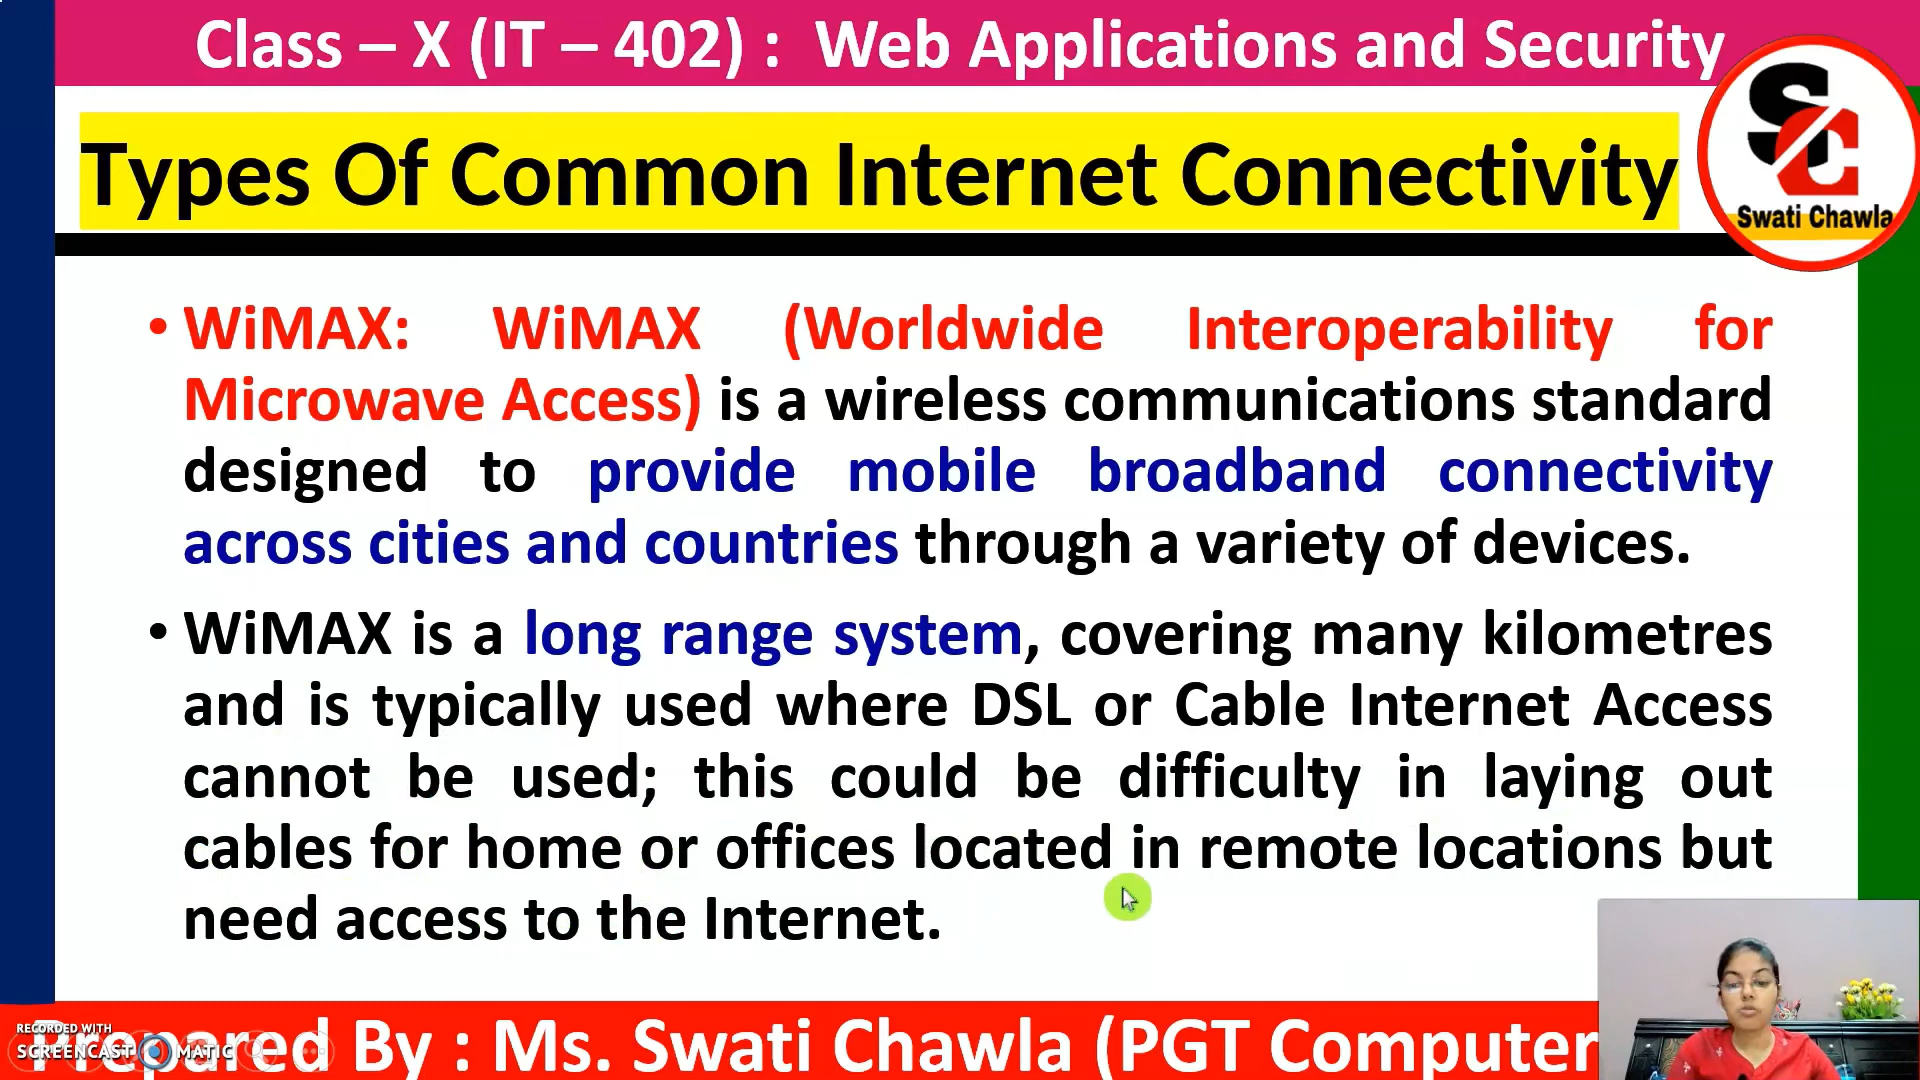 Class – X (IT – 402) : Web Applications and Security
Types Of Common Internet Connectivity
SC
Swati Chawla
• WiMAX: WiMAX (Worldwide Interoperability for
Microwave Access) is a wireless communications standard
designed to provide mobile broadband connectivity
across cities and countries through a variety of devices.
• WiMAX is a long range system, covering many kilometres
and is typically used where DSL or Cable Internet Access
cannot be used; this could be difficulty in laying out
cables for home or offices located in remote locations but
need access to the Internet.
Prepared By : Ms. Swati Chawla (PGT Computer
RECORDED WITH
SCREENCAST MATIC